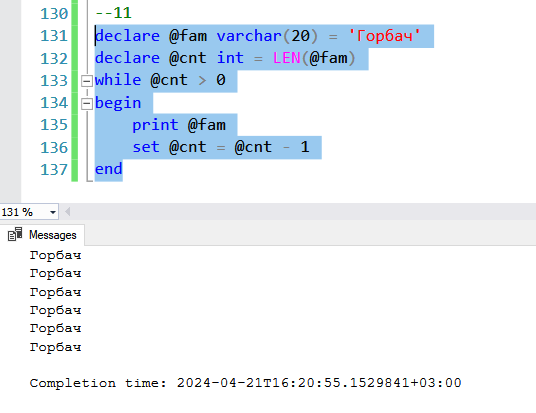 130 --11
131 declare @fam varchar(20) = 'Горбач'
132 declare @cnt int = LEN(@fam)
133 while @cnt > 0
134 begin
135 print @fam
136 set @cnt = @cnt - 1
137 end
131 %
Messages
Горбач
Горбач
Горбач
Горбач
Горбач
Горбач
Completion time: 2024-04-21T16:20:55.1529841+03:00